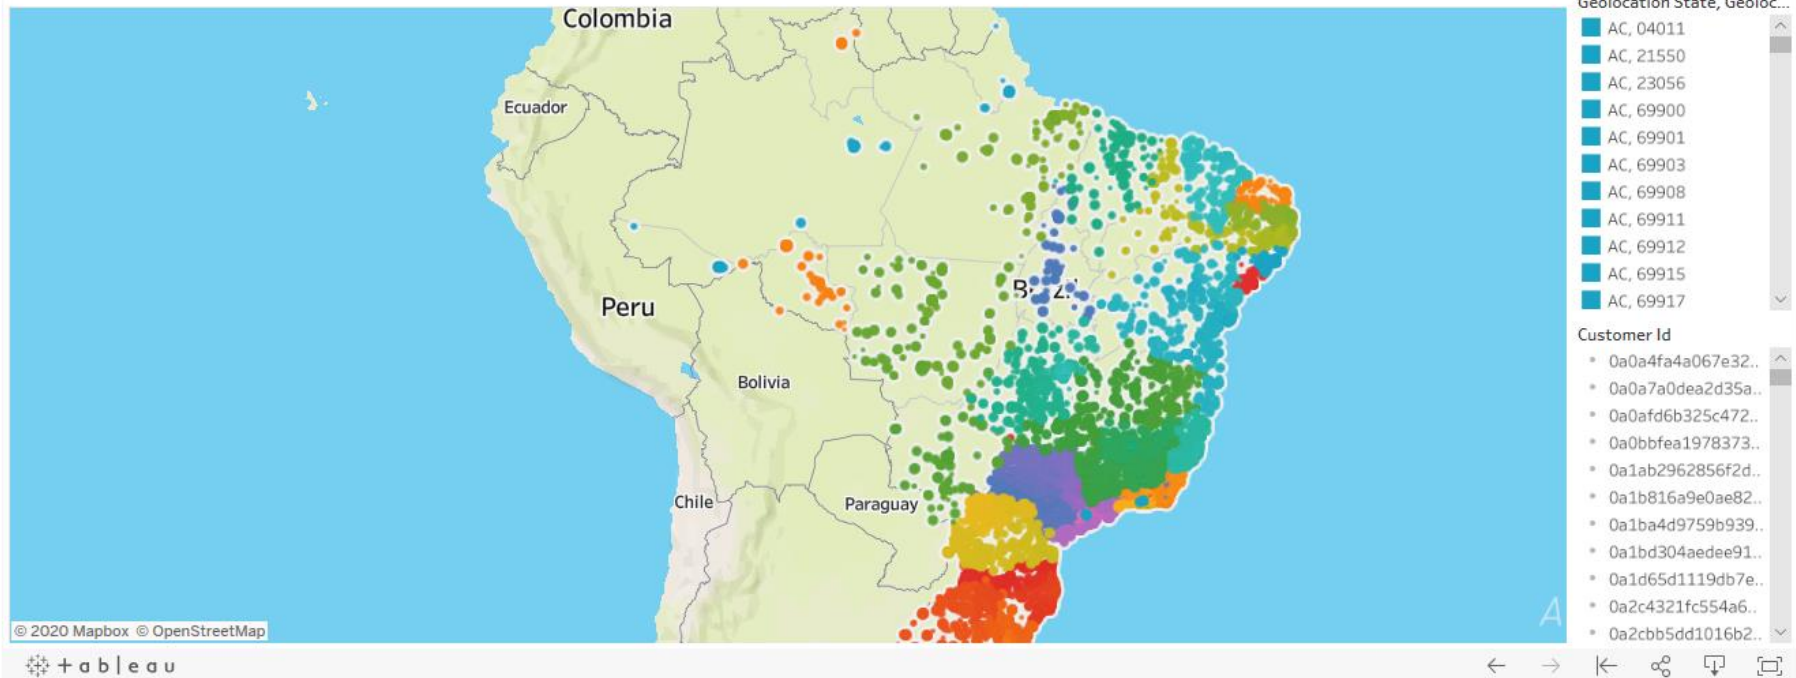 Colombia
Ecuador
Peru
Brazil
Bolivia
Chile
Paraguay
© 2020 Mapbox © OpenStreetMap
Geolocation State, Geoloc...
AC, 04011
AC, 21550
AC, 23056
AC, 69900
AC, 69901
AC, 69903
AC, 69908
AC, 69911
AC, 69912
AC, 69915
AC, 69917
Customer Id
0a0a4fa4a067e32..
0a0a7a0dea2d35a..
0a0afd6b325c472..
0a0bbfea1978373..
0a1ab2962856f2d..
0a1b816a9e0ae82..
0a1ba4d9759b939..
0a1bd304aedee91..
0a1d65d1119db7e..
0a2c4321fc554a6..
0a2cbb5dd1016b2..
A
+ableau